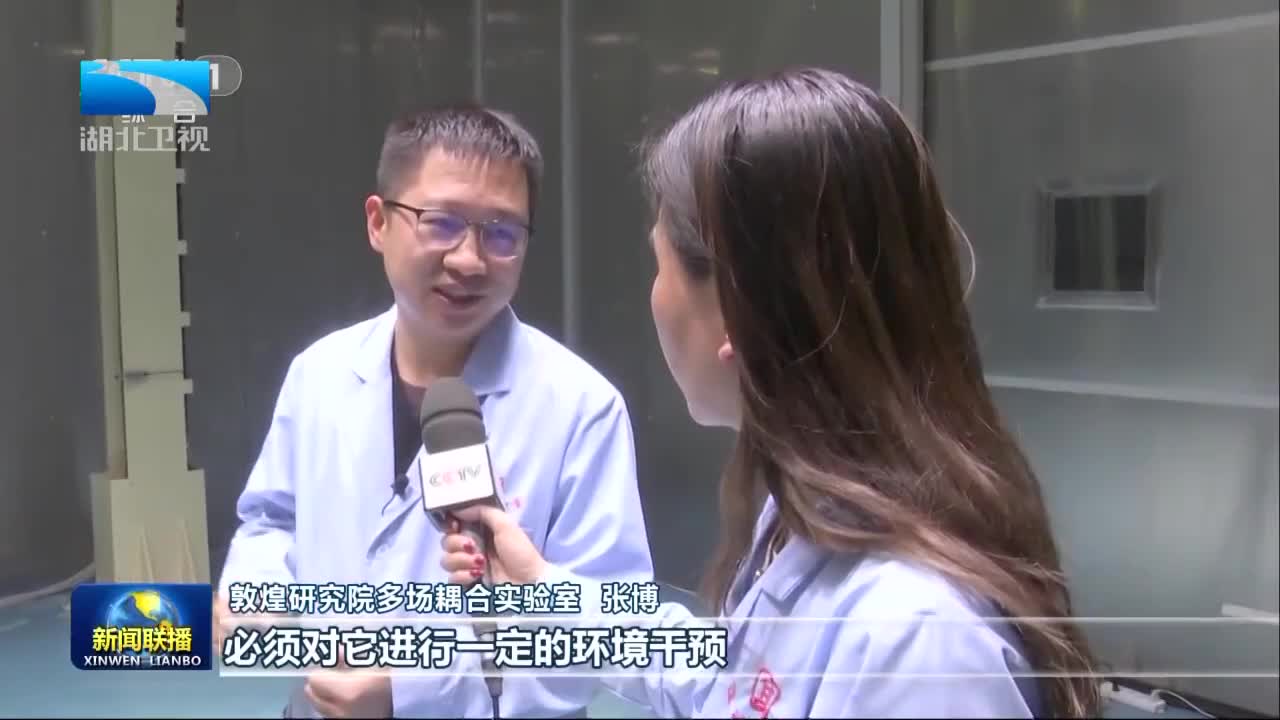 综合
湖北卫视
CCTV
敦煌研究院多场耦合实验室 张博
新闻联播
XINWEN LIANBO
必须对它进行一定的环境干预